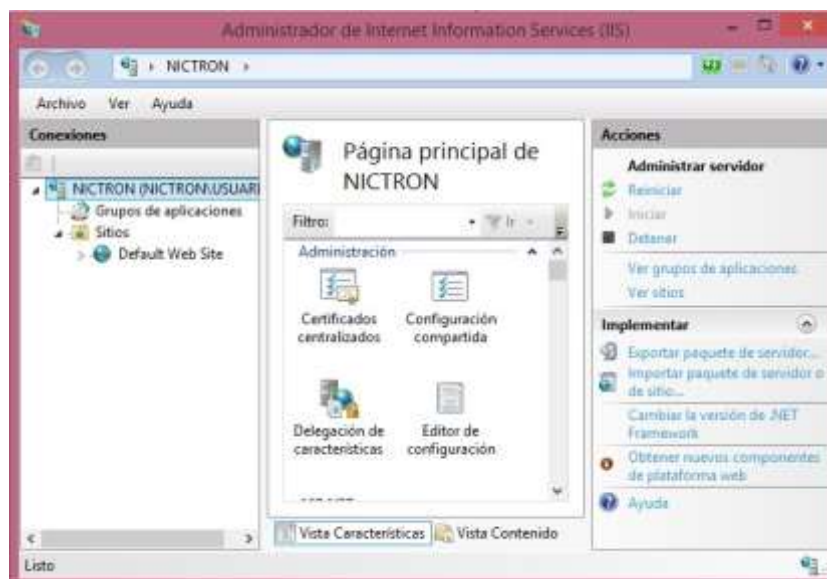 Administrador de Internet Information Services (IIS)
NICTRON
Archivo Ver Ayuda
Conexiones
NICTRON (NICTRON\USUARI
Grupos de aplicaciones
Sitios
Default Web Site
Página principal de
NICTRON
Filtro: Ir
Administración
Certificados
centralizados
Configuración
compartida
Delegación de
características
Editor de
configuración
Vista Características
Vista Contenido
Acciones
Administrar servidor
Reiniciar
Iniciar
Detener
Ver grupos de aplicaciones
Ver sitios
Implementar
Exportar paquete de servidor...
Importar paquete de servidor o
de sitio...
Cambiar la versión de .NET
Framework
Obtener nuevos componentes
de plataforma web
Ayuda
Listo